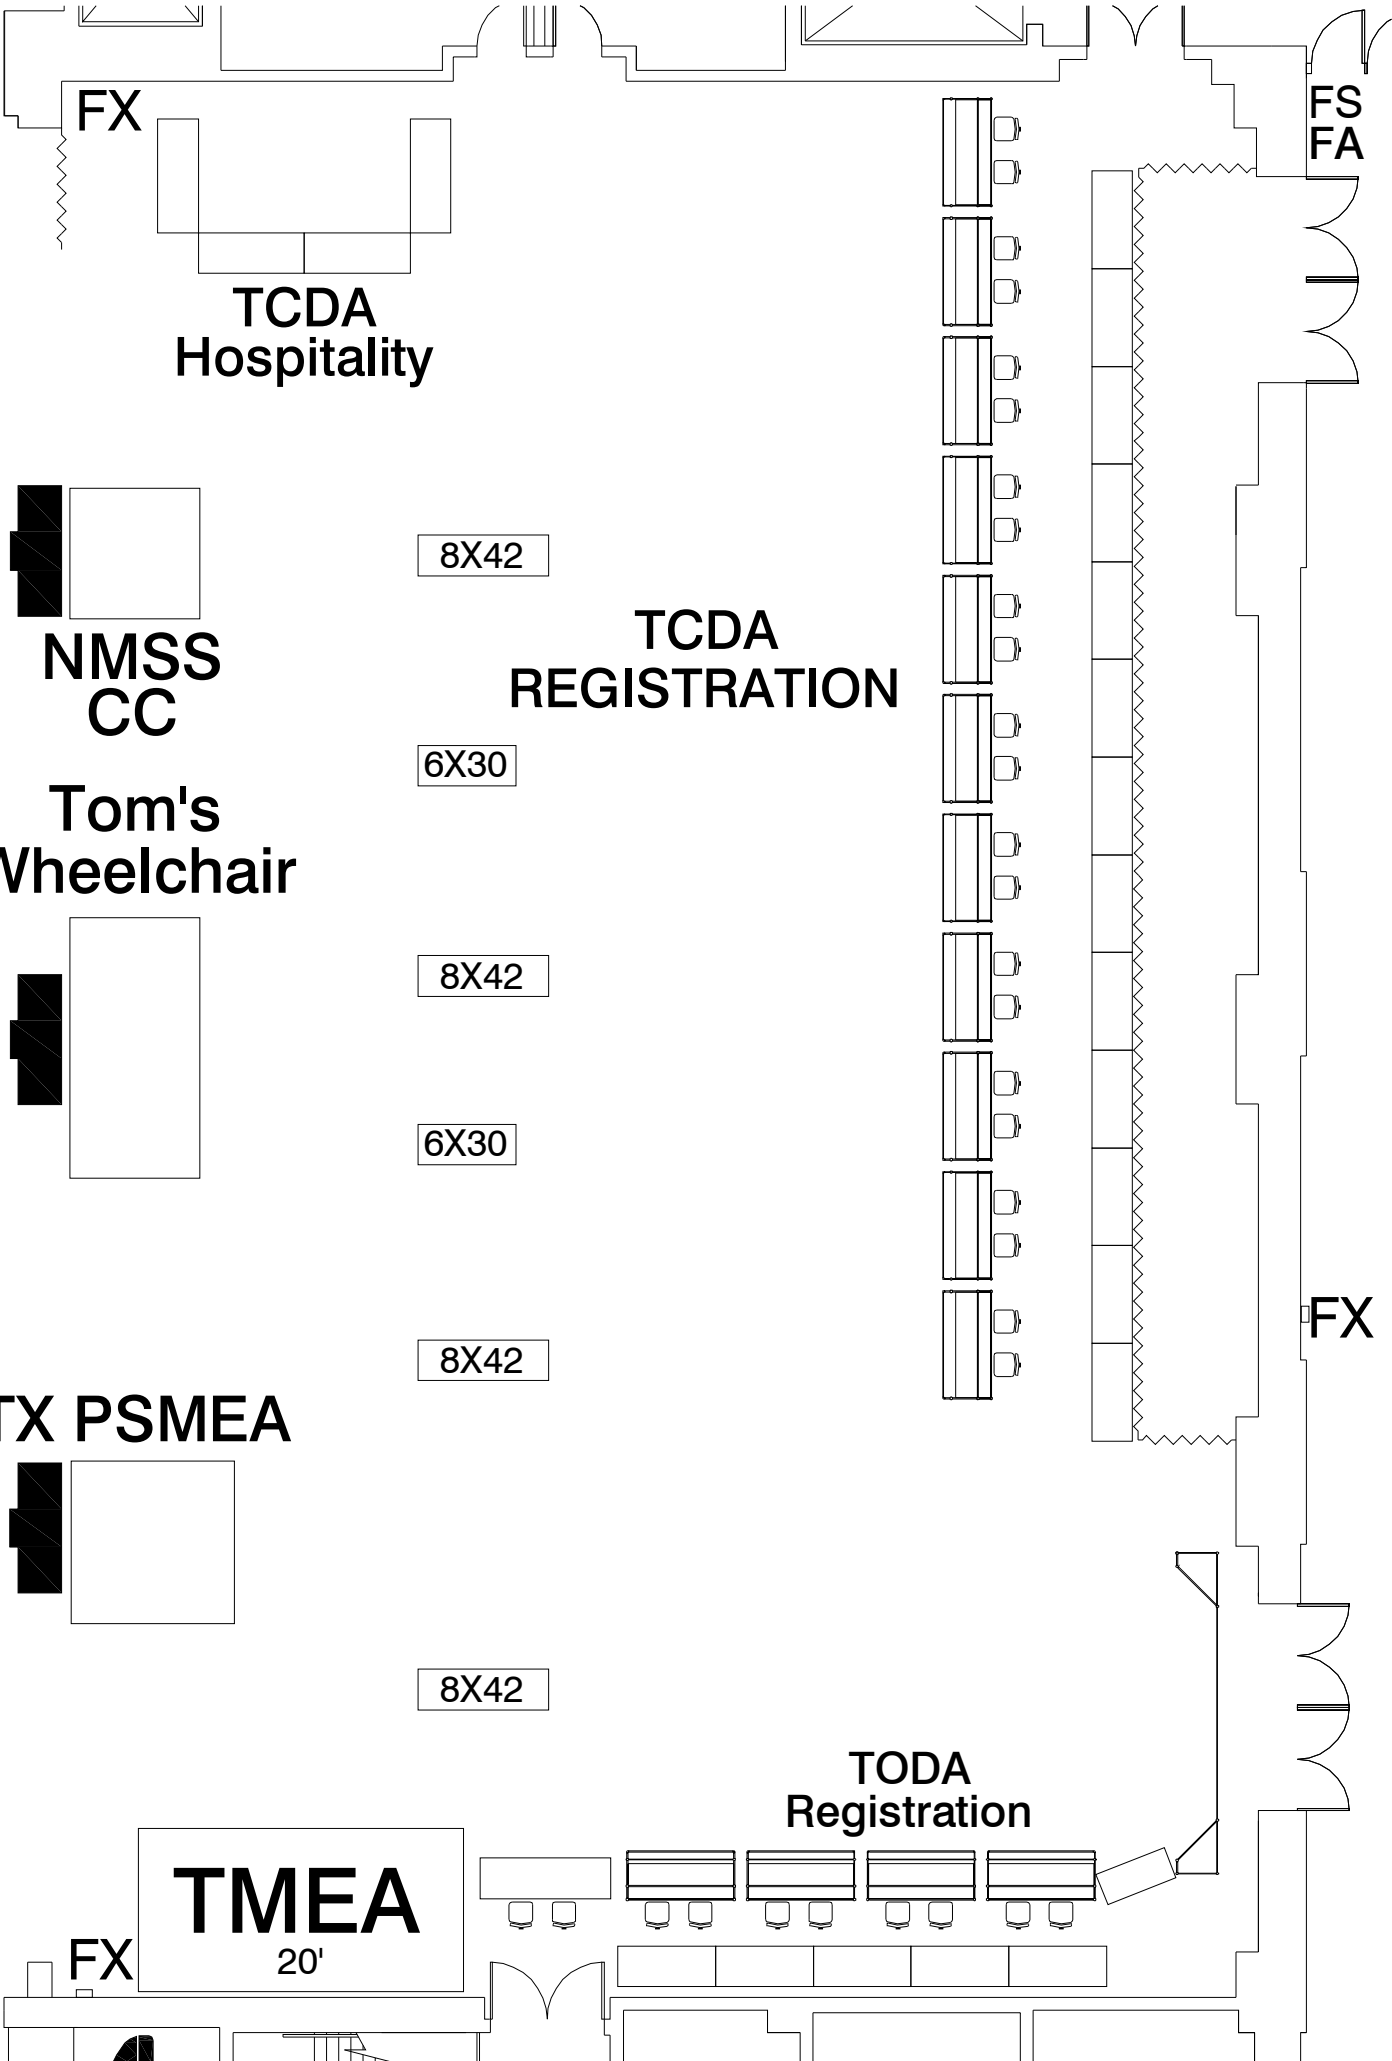 FX
FS
FA
TCDA
Hospitality
8X42
NMSS
CC
TCDA
REGISTRATION
6X30
Tom's
Wheelchair
8X42
6X30
FX
8X42
TX PSMEA
8X42
TODA
Registration
TMEA
20'
FX